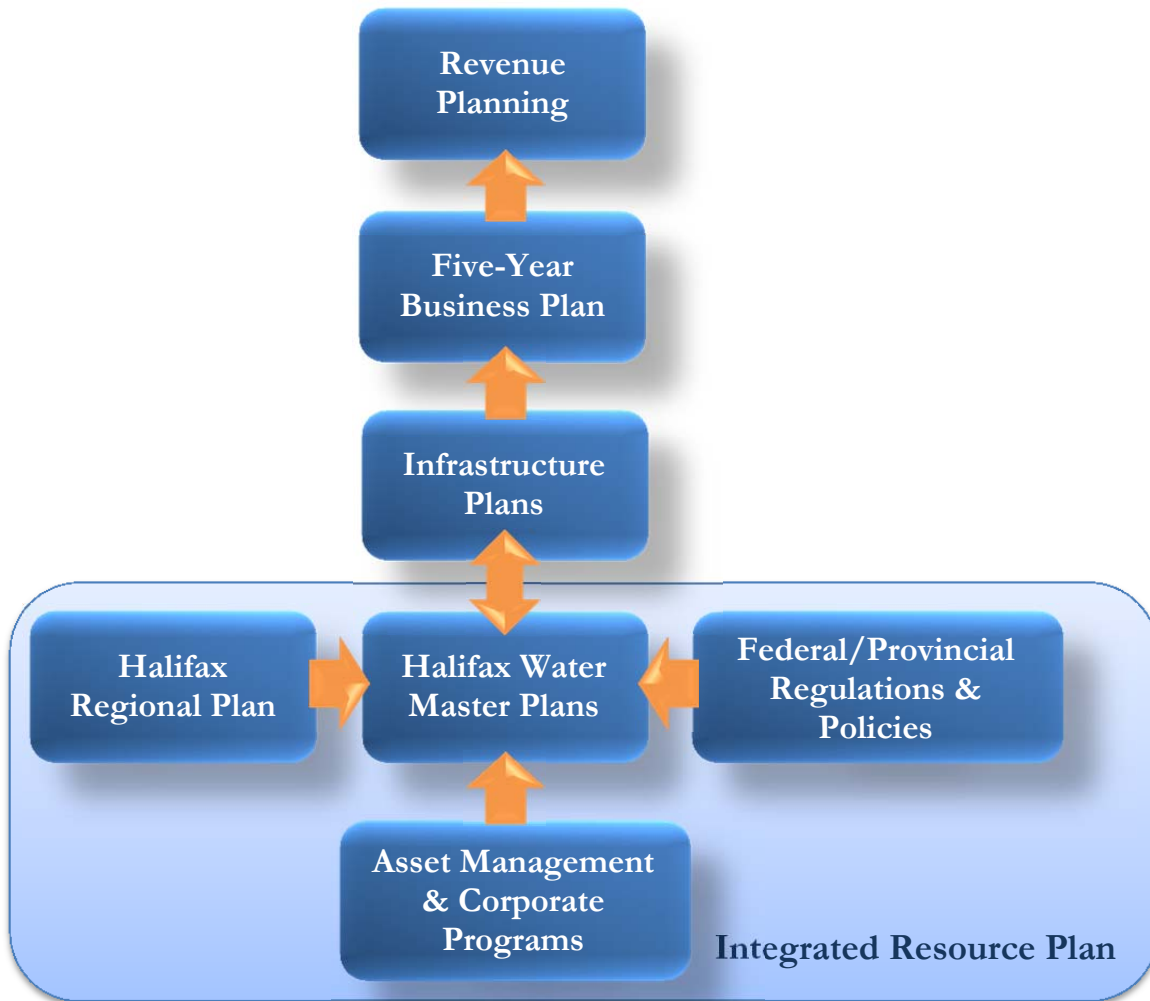 Revenue
Planning
Five-Year
Business Plan
Infrastructure
Plans
Halifax
Regional Plan
Halifax Water
Master Plans
Federal/Provincial
Regulations &
Policies
Asset Management
& Corporate
Programs
Integrated Resource Plan